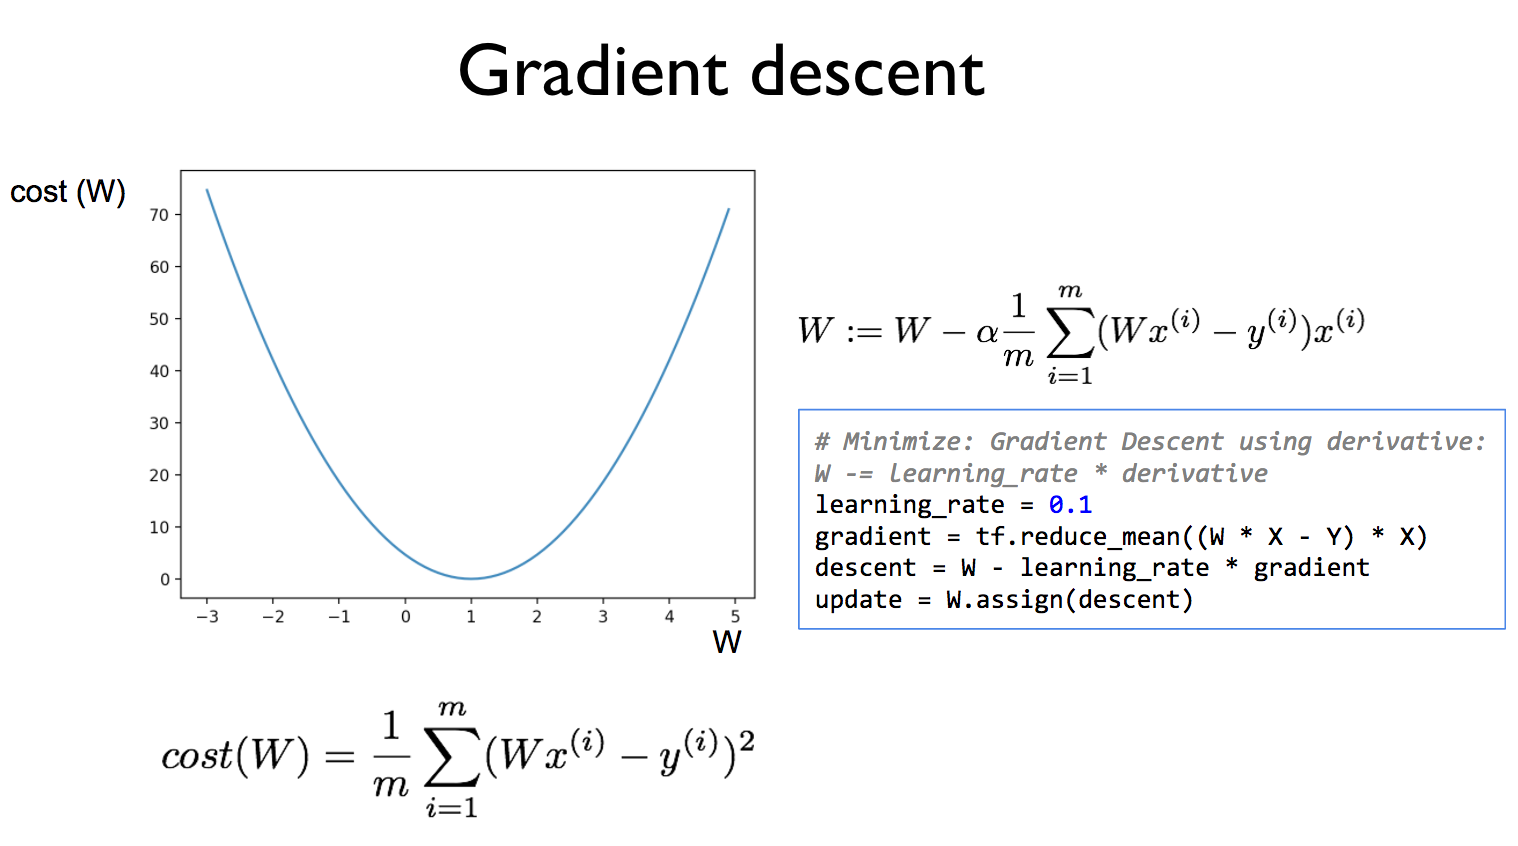 Gradient descent
cost (W)
70
60
50
40
30
20
10
0
−3 −2 −1 0 1 2 3 4 5
W
W := W − α \frac{1}{m} \sum_{i=1}^{m} (Wx^{(i)} − y^{(i)})x^{(i)}
# Minimize: Gradient Descent using derivative:
W -= learning_rate * derivative
learning_rate = 0.1
gradient = tf.reduce_mean((W * X - Y) * X)
descent = W - learning_rate * gradient
update = W.assign(descent)
cost(W) = \frac{1}{m} \sum_{i=1}^{m} (Wx^{(i)} − y^{(i)})^2